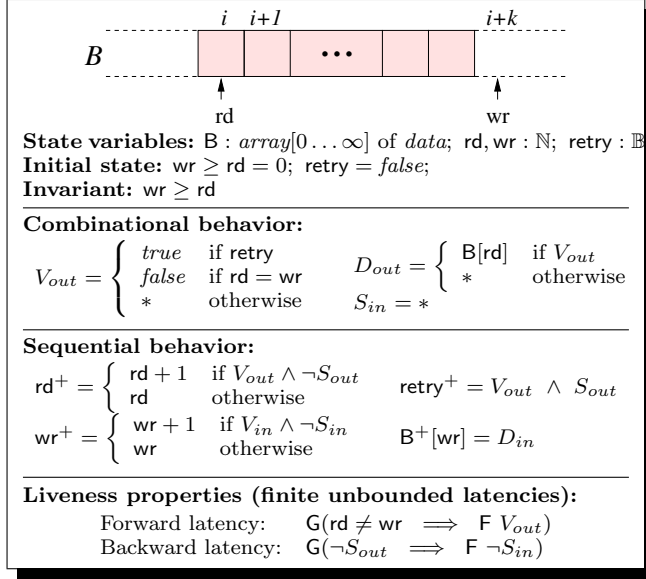 i i+1 i+k
B •••
rd wr
State variables: B : array[0 . . . ∞] of data; rd, wr : ℕ; retry : 𝔹
Initial state: wr ≥ rd = 0; retry = false;
Invariant: wr ≥ rd
Combinational behavior:
V_out = { true if retry
false if rd = wr
* otherwise
D_out = { B[rd] if V_out
* otherwise
S_in = *
Sequential behavior:
rd⁺ = { rd + 1 if V_out ∧ ¬S_out
rd otherwise
retry⁺ = V_out ∧ S_out
wr⁺ = { wr + 1 if V_in ∧ ¬S_in
wr otherwise
B⁺[wr] = D_in
Liveness properties (finite unbounded latencies):
Forward latency: G(rd ≠ wr ⟹ F V_out)
Backward latency: G(¬S_out ⟹ F ¬S_in)